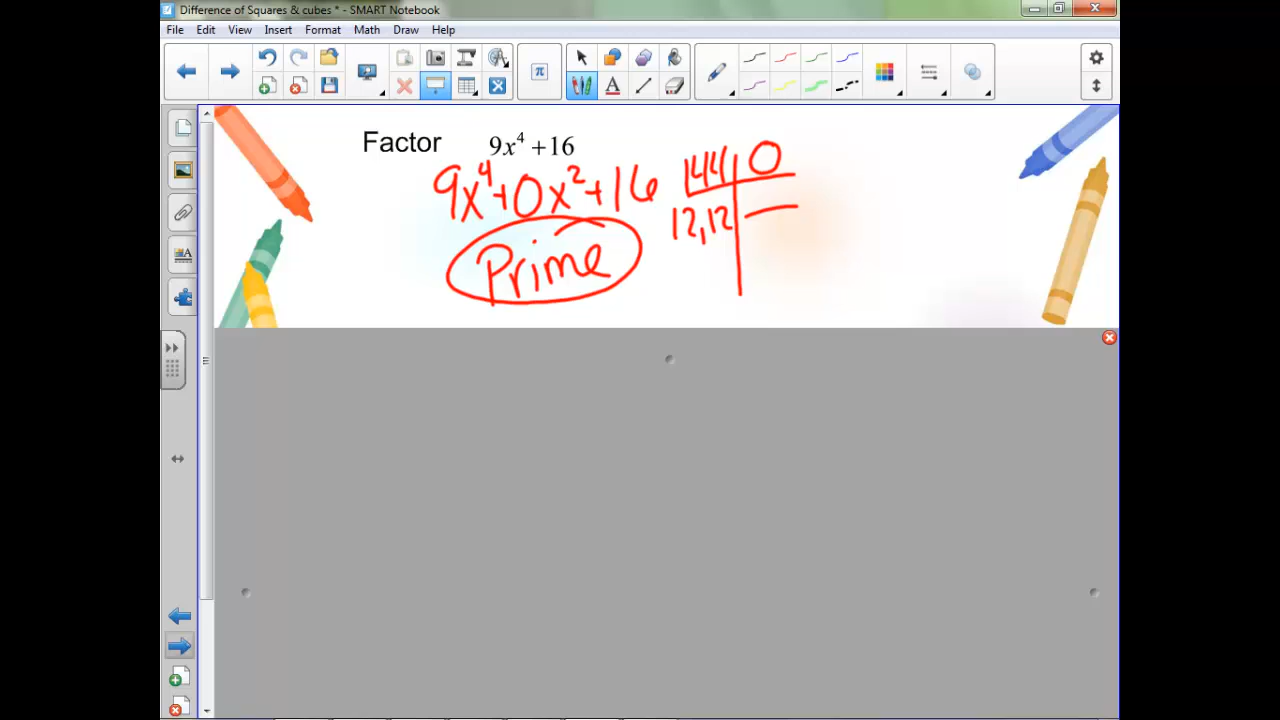 Difference of Squares & cubes * - SMART Notebook
File Edit View Insert Format Math Draw Help
Factor 9x⁴ + 16
9x⁴+0x²+16 144 0
12,12 —
Prime